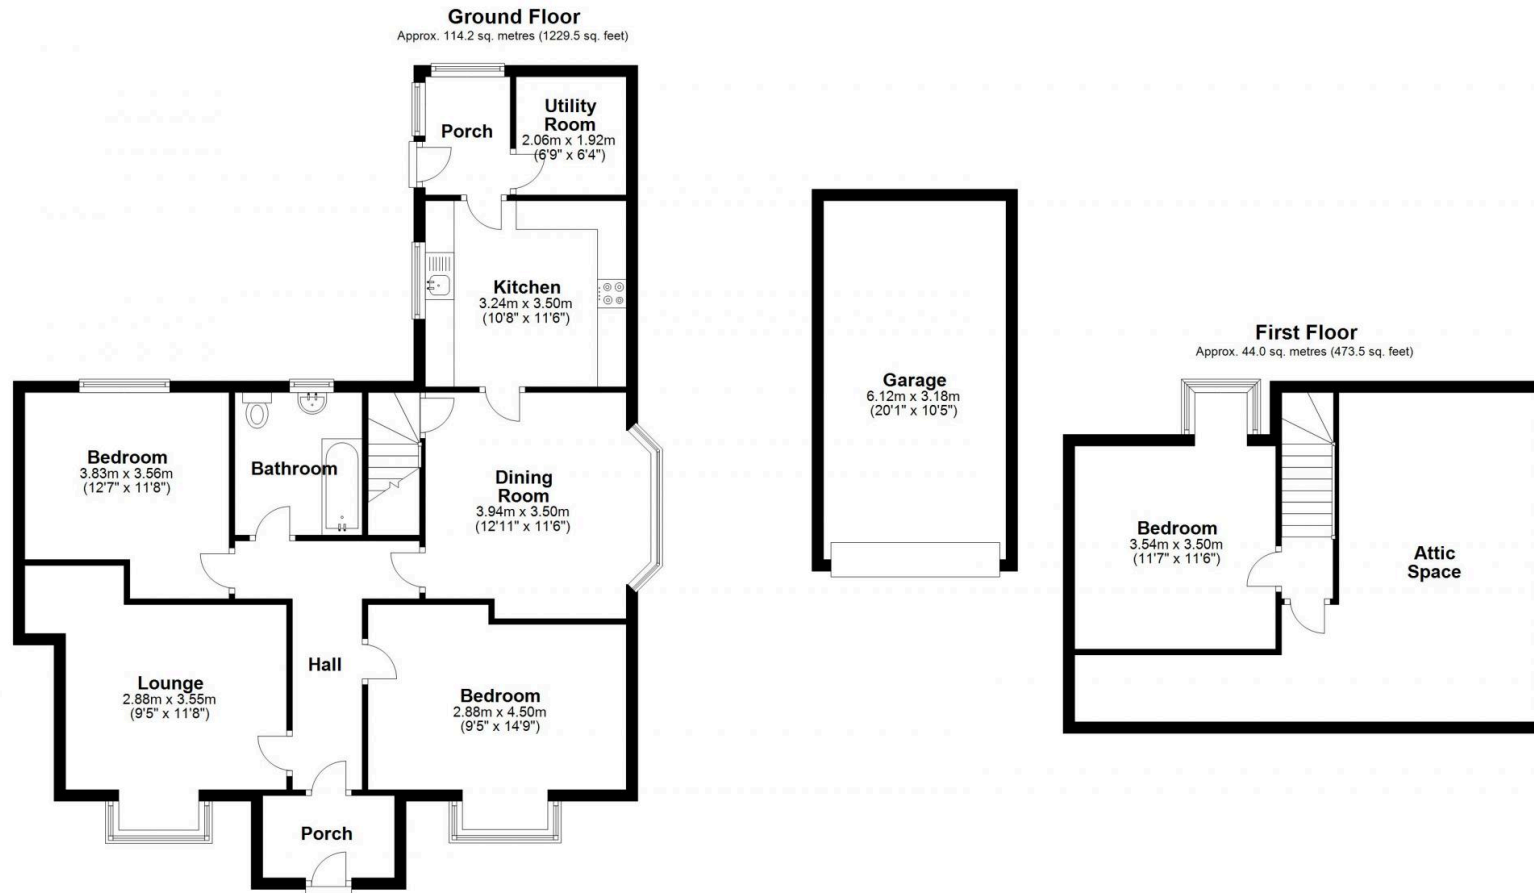 Ground Floor
Approx. 114.2 sq. metres (1229.5 sq. feet)
Porch
Utility
Room
2.06m x 1.92m
(6'9" x 6'4")
Kitchen
3.24m x 3.50m
(10'8" x 11'6")
Bedroom
3.83m x 3.56m
(12'7" x 11'8")
Bathroom
Dining
Room
3.94m x 3.50m
(12'11" x 11'6")
Lounge
2.88m x 3.55m
(9'5" x 11'8")
Hall
Bedroom
2.88m x 4.50m
(9'5" x 14'9")
Porch
Garage
6.12m x 3.18m
(20'1" x 10'5")
First Floor
Approx. 44.0 sq. metres (473.5 sq. feet)
Bedroom
3.54m x 3.50m
(11'7" x 11'6")
Attic
Space